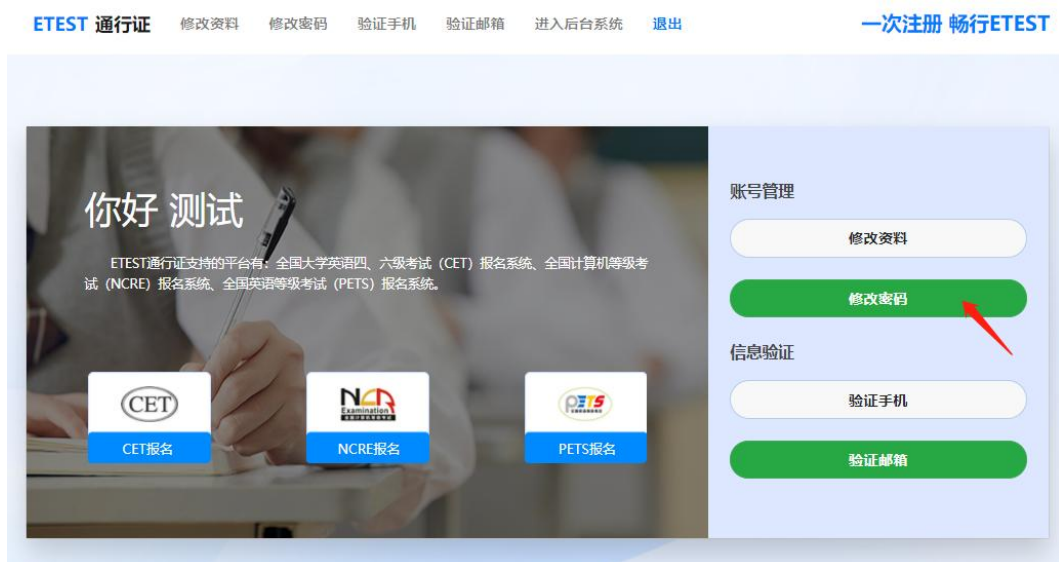 ETEST 通行证 修改资料 修改密码 验证手机 验证邮箱 进入后台系统 退出 一次注册 畅行ETEST
你好 测试
ETEST通行证支持的平台有：全国大学英语四、六级考试（CET）报名系统、全国计算机等级考
试（NCRE）报名系统、全国英语等级考试（PETS）报名系统。
账号管理
修改资料
修改密码
信息验证
验证手机
验证邮箱
CET
NCR
Examination
PETS
CET报名
NCRE报名
PETS报名